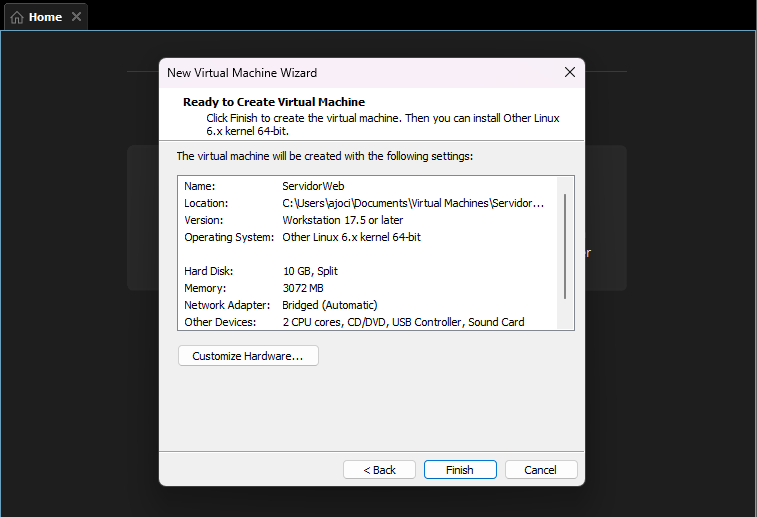 Home
New Virtual Machine Wizard
Ready to Create Virtual Machine
Click Finish to create the virtual machine. Then you can install Other Linux
6.x kernel 64-bit.
The virtual machine will be created with the following settings:
Name: ServidorWeb
Location: C:\Users\ajoci\Documents\Virtual Machines\Servidor...
Version: Workstation 17.5 or later
Operating System: Other Linux 6.x kernel 64-bit
Hard Disk: 10 GB, Split
Memory: 3072 MB
Network Adapter: Bridged (Automatic)
Other Devices: 2 CPU cores, CD/DVD, USB Controller, Sound Card
Customize Hardware...
< Back Finish Cancel